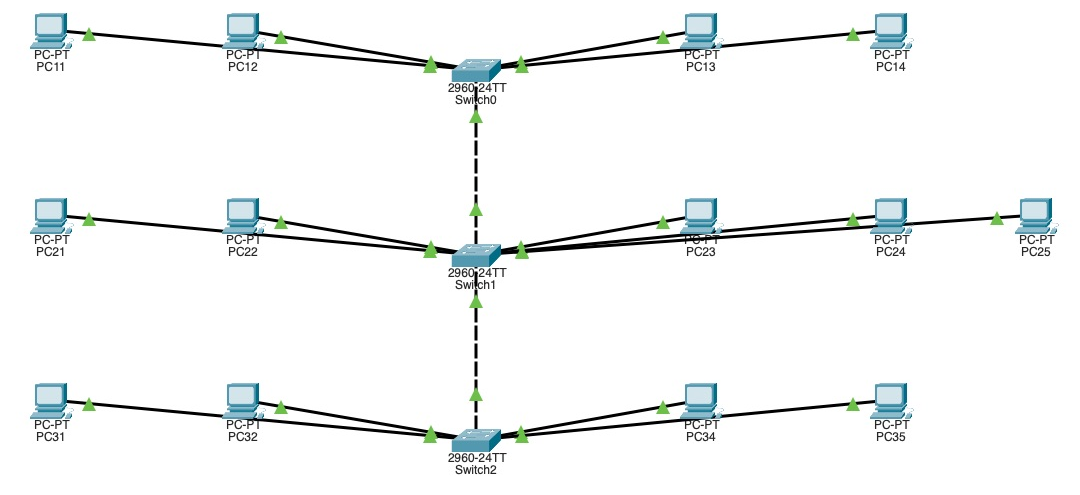 PC-PT
PC11
PC-PT
PC12
2960-24TT
Switch0
PC-PT
PC13
PC-PT
PC14
PC-PT
PC21
PC-PT
PC22
2960-24TT
Switch1
PC-PT
PC23
PC-PT
PC24
PC-PT
PC25
PC-PT
PC31
PC-PT
PC32
2960-24TT
Switch2
PC-PT
PC34
PC-PT
PC35